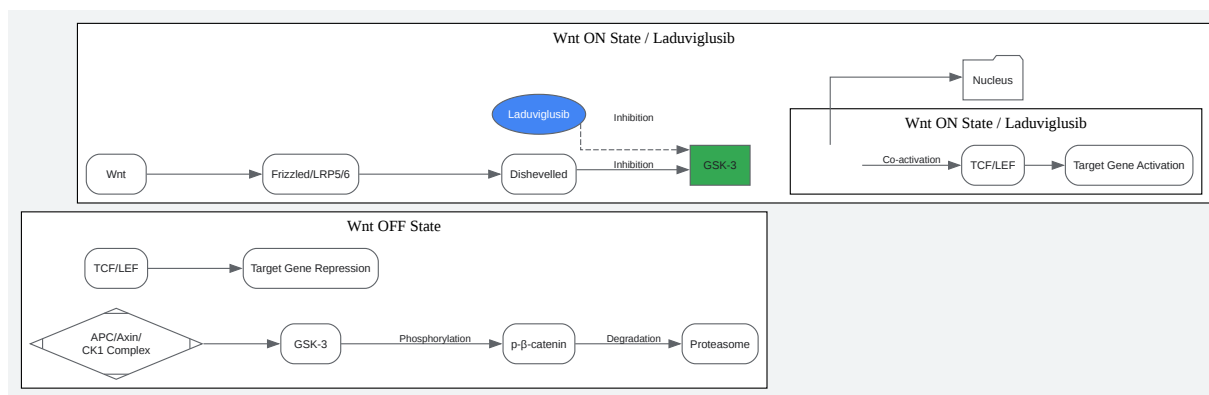 Wnt ON State / Laduviglusib
Nucleus
Laduviglusib
Inhibition
Wnt ON State / Laduviglusib
Wnt
Frizzled/LRP5/6
Dishevelled
Inhibition
GSK-3
Co-activation
TCF/LEF
Target Gene Activation
Wnt OFF State
TCF/LEF
Target Gene Repression
APC/Axin/
CK1 Complex
GSK-3
Phosphorylation
p-β-catenin
Degradation
Proteasome